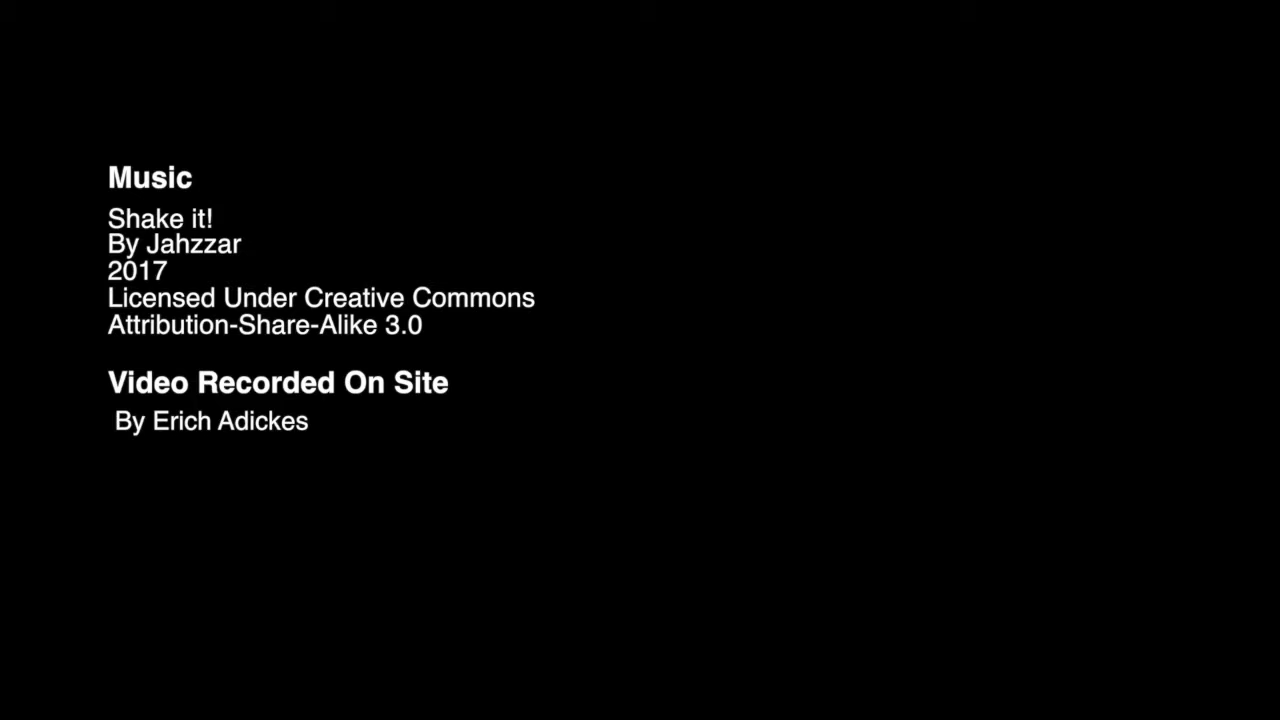 Music
Shake it!
By Jahzzar
2017
Licensed Under Creative Commons
Attribution-Share-Alike 3.0
Video Recorded On Site
By Erich Adickes